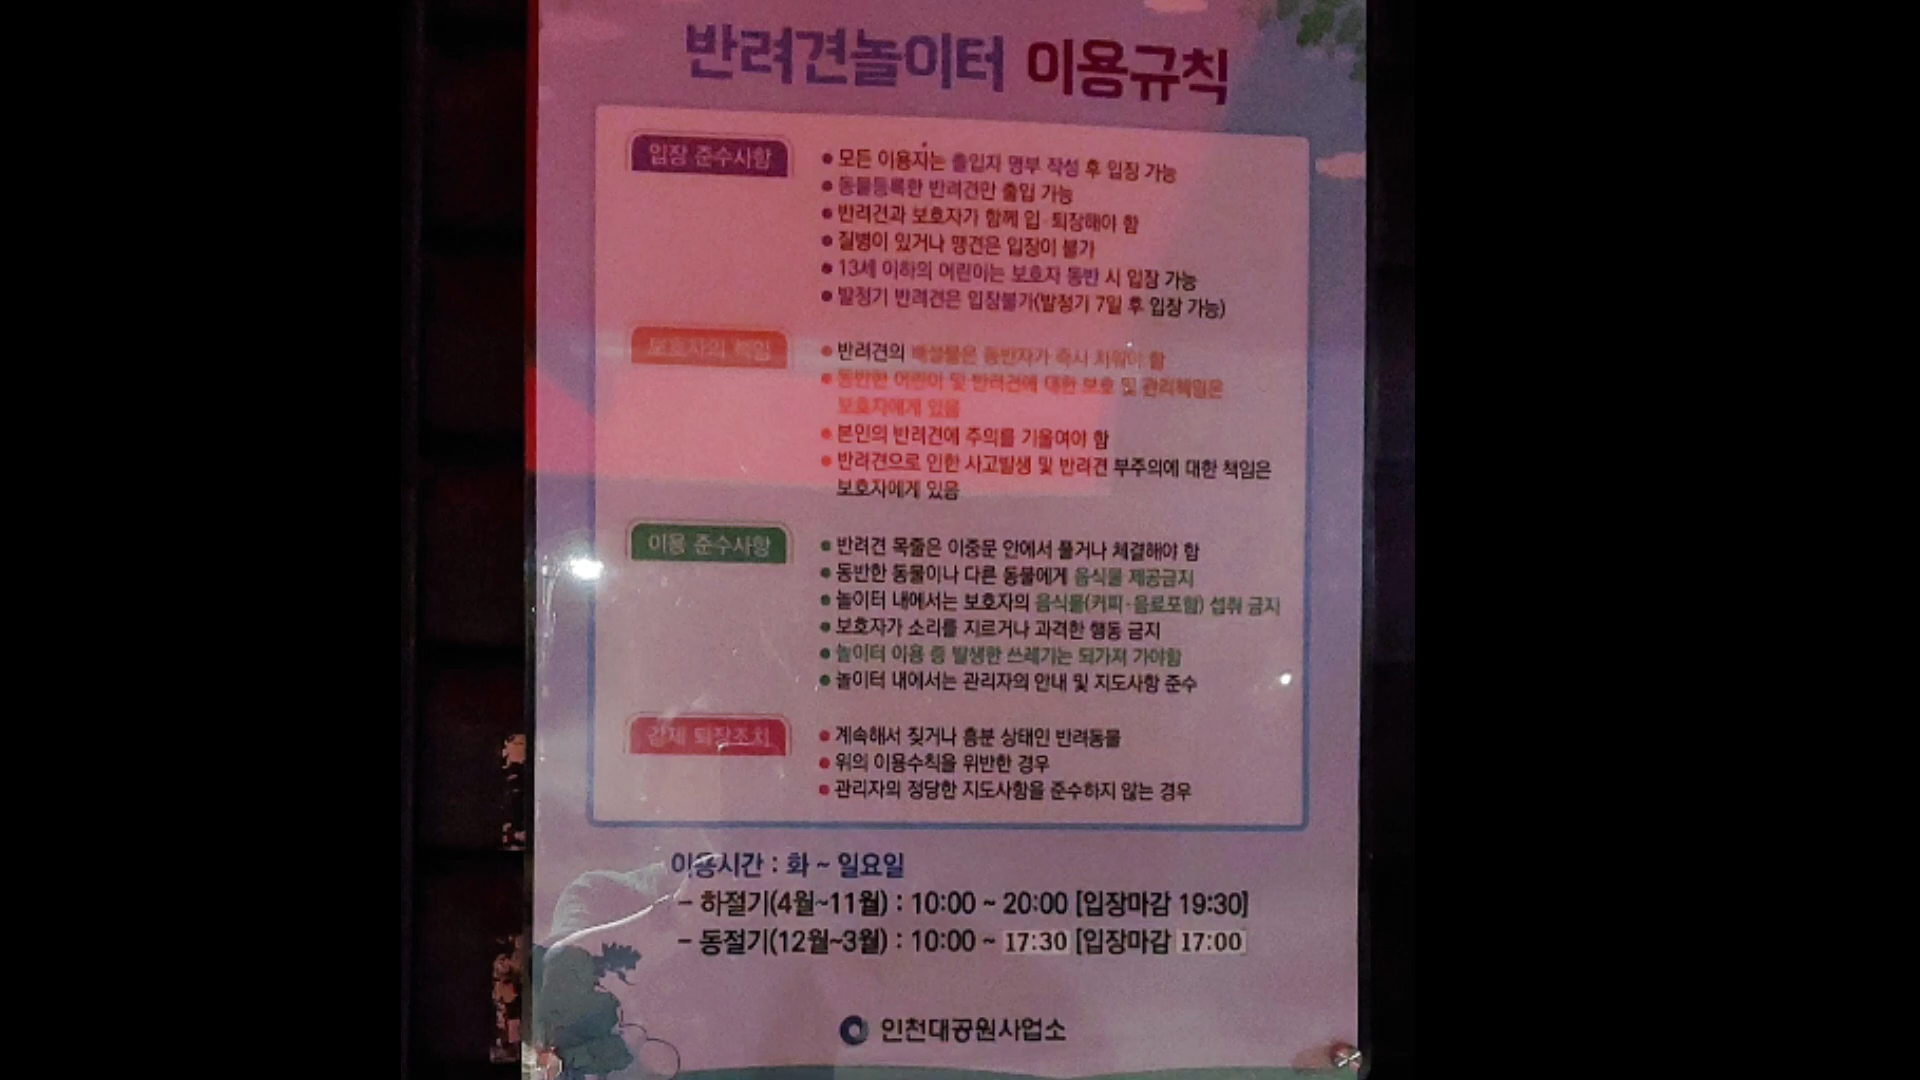 반려견놀이터 이용규칙
입장 준수사항
● 모든 이용자는 출입자 명부 작성 후 입장 가능
● 동물등록한 반려견만 출입 가능
● 반려견과 보호자가 함께 입·퇴장해야 함
● 질병이 있거나 맹견은 입장이 불가
● 13세 이하의 어린이는 보호자 동반 시 입장 가능
● 발정기 반려견은 입장불가(발정기 7일 후 입장 가능)
보호자의 책임
● 반려견의 배설물은 동반자가 즉시 치워야 함
● 동반한 어린이 및 반려견에 대한 보호 및 관리책임은
보호자에게 있음
● 본인의 반려견에 주의를 기울여야 함
● 반려견으로 인한 사고발생 및 반려견 부주의에 대한 책임은
보호자에게 있음
이용 준수사항
● 반려견 목줄은 이중문 안에서 풀거나 체결해야 함
● 동반한 동물이나 다른 동물에게 음식물 제공금지
● 놀이터 내에서는 보호자의 음식물(커피·음료포함) 섭취 금지
● 보호자가 소리를 지르거나 과격한 행동 금지
● 놀이터 이용 중 발생한 쓰레기는 되가져 가야함
● 놀이터 내에서는 관리자의 안내 및 지도사항 준수
강제 퇴장조치
● 계속해서 짖거나 흥분 상태인 반려동물
● 위의 이용수칙을 위반한 경우
● 관리자의 정당한 지도사항을 준수하지 않는 경우
이용시간 : 화 ~ 일요일
- 하절기(4월~11월) : 10:00 ~ 20:00 [입장마감 19:30]
- 동절기(12월~3월) : 10:00 ~ 17:30 [입장마감 17:00
인천대공원사업소